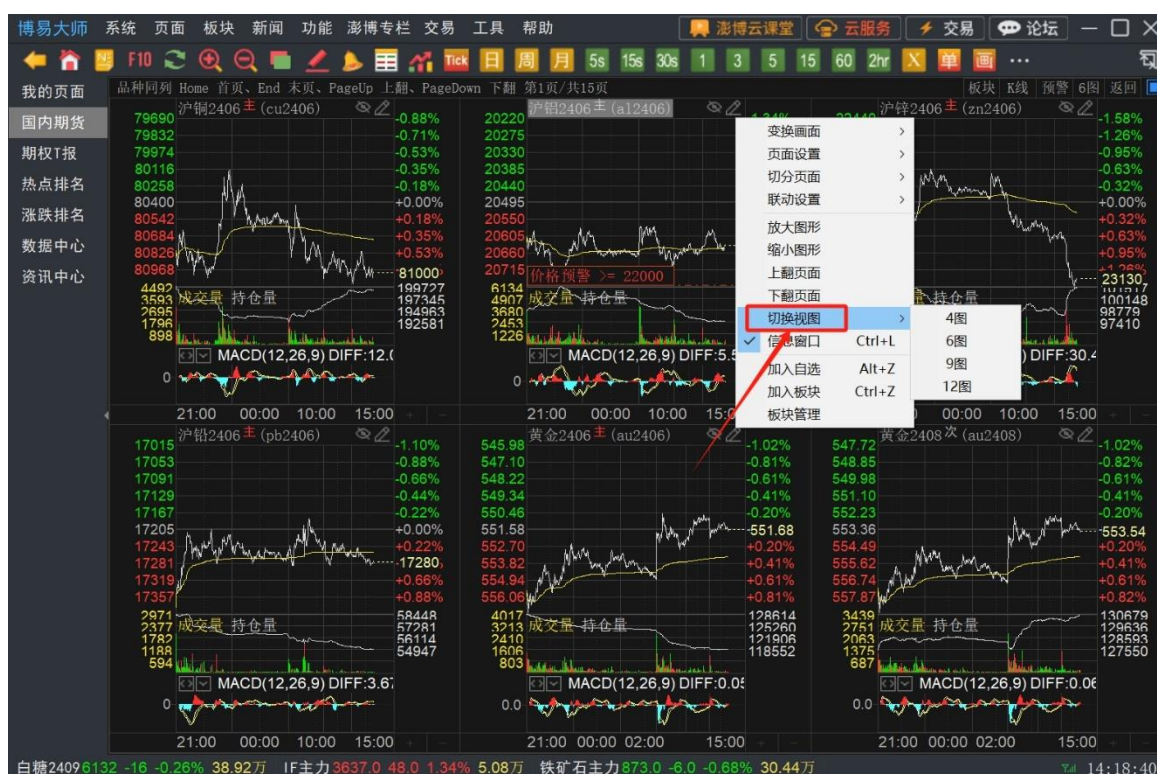 博易大师 系统 页面 板块 新闻 功能 澎博专栏 交易 工具 帮助 澎博云课堂 云服务 交易 论坛
F10 Tick 日 周 月 5s 15s 30s 1 3 5 15 60 2hr X 单 画 ...
我的页面
国内期货
期权T报
热点排名
涨跌排名
数据中心
资讯中心
品种同列 Home 首页、End 末页、PageUp 上翻、PageDown 下翻 第1页/共15页 板块 K线 预警 6图 返回
沪铜2406主 (cu2406)
79690 -0.88%
79832 -0.71%
79974 -0.53%
80116 -0.35%
80258 -0.18%
80400 +0.00%
80542 +0.18%
80684 +0.35%
80826 +0.53%
80968 81000
4492 199727
3593 成交量 持仓量 197345
2695 194963
1796 192581
898
MACD(12,26,9) DIFF:12.0
0
21:00 00:00 10:00 15:00
沪铝2406主 (al2406)
20220
20275
20330
20385
20440
20495
20550
20605
20660
20715 价格预警 >= 22000
6134
4907 成交量 持仓量
3680
2453
1226
MACD(12,26,9) DIFF:5.5
0
21:00 00:00 10:00 15:0
变换画面
页面设置
切分页面
联动设置
放大图形
缩小图形
上翻页面
下翻页面
切换视图
信息窗口 Ctrl+L
加入自选 Alt+Z
加入板块 Ctrl+Z
板块管理
4图
6图
9图
12图
沪锌2406主 (zn2406)
-1.58%
-1.26%
-0.95%
-0.63%
-0.32%
+0.00%
+0.32%
+0.63%
+0.95%
23130
持仓量
100148
98779
97410
DIFF:30.4
00:00 10:00 15:00
沪铅2406主 (pb2406)
17015 -1.10%
17053 -0.88%
17091 -0.66%
17129 -0.44%
17167 -0.22%
17205 +0.00%
17243 +0.22%
17281 17280
17319 +0.66%
17357 +0.88%
2971 58448
2377 成交量 持仓量 57281
1782 56114
1188 54947
594
MACD(12,26,9) DIFF:3.67
0
21:00 00:00 10:00 15:00
黄金2406主 (au2406)
545.98 -1.02%
547.10 -0.81%
548.22 -0.61%
549.34 -0.41%
550.46 -0.20%
551.58 551.68
552.70 +0.20%
553.82 +0.41%
554.94 +0.61%
556.06 +0.81%
4017 128614
3213 成交量 持仓量 125260
2410 121906
1606 118552
803
MACD(12,26,9) DIFF:0.05
0.0
21:00 00:00 02:00 15:00
黄金2408次 (au2408)
547.72 -1.02%
548.85 -0.82%
549.98 -0.61%
551.10 -0.41%
552.23 -0.20%
553.36 553.54
554.49 +0.20%
555.62 +0.41%
556.74 +0.61%
557.87 +0.82%
3439 130679
2751 成交量 持仓量 129636
2063 128593
1375 127550
687
MACD(12,26,9) DIFF:0.06
0.0
21:00 00:00 02:00 15:00
白糖2409 6132 -16 -0.26% 38.92万 IF主力 3637.0 48.0 1.34% 5.08万 铁矿石主力 873.0 -6.0 -0.68% 30.44万 14:18:40